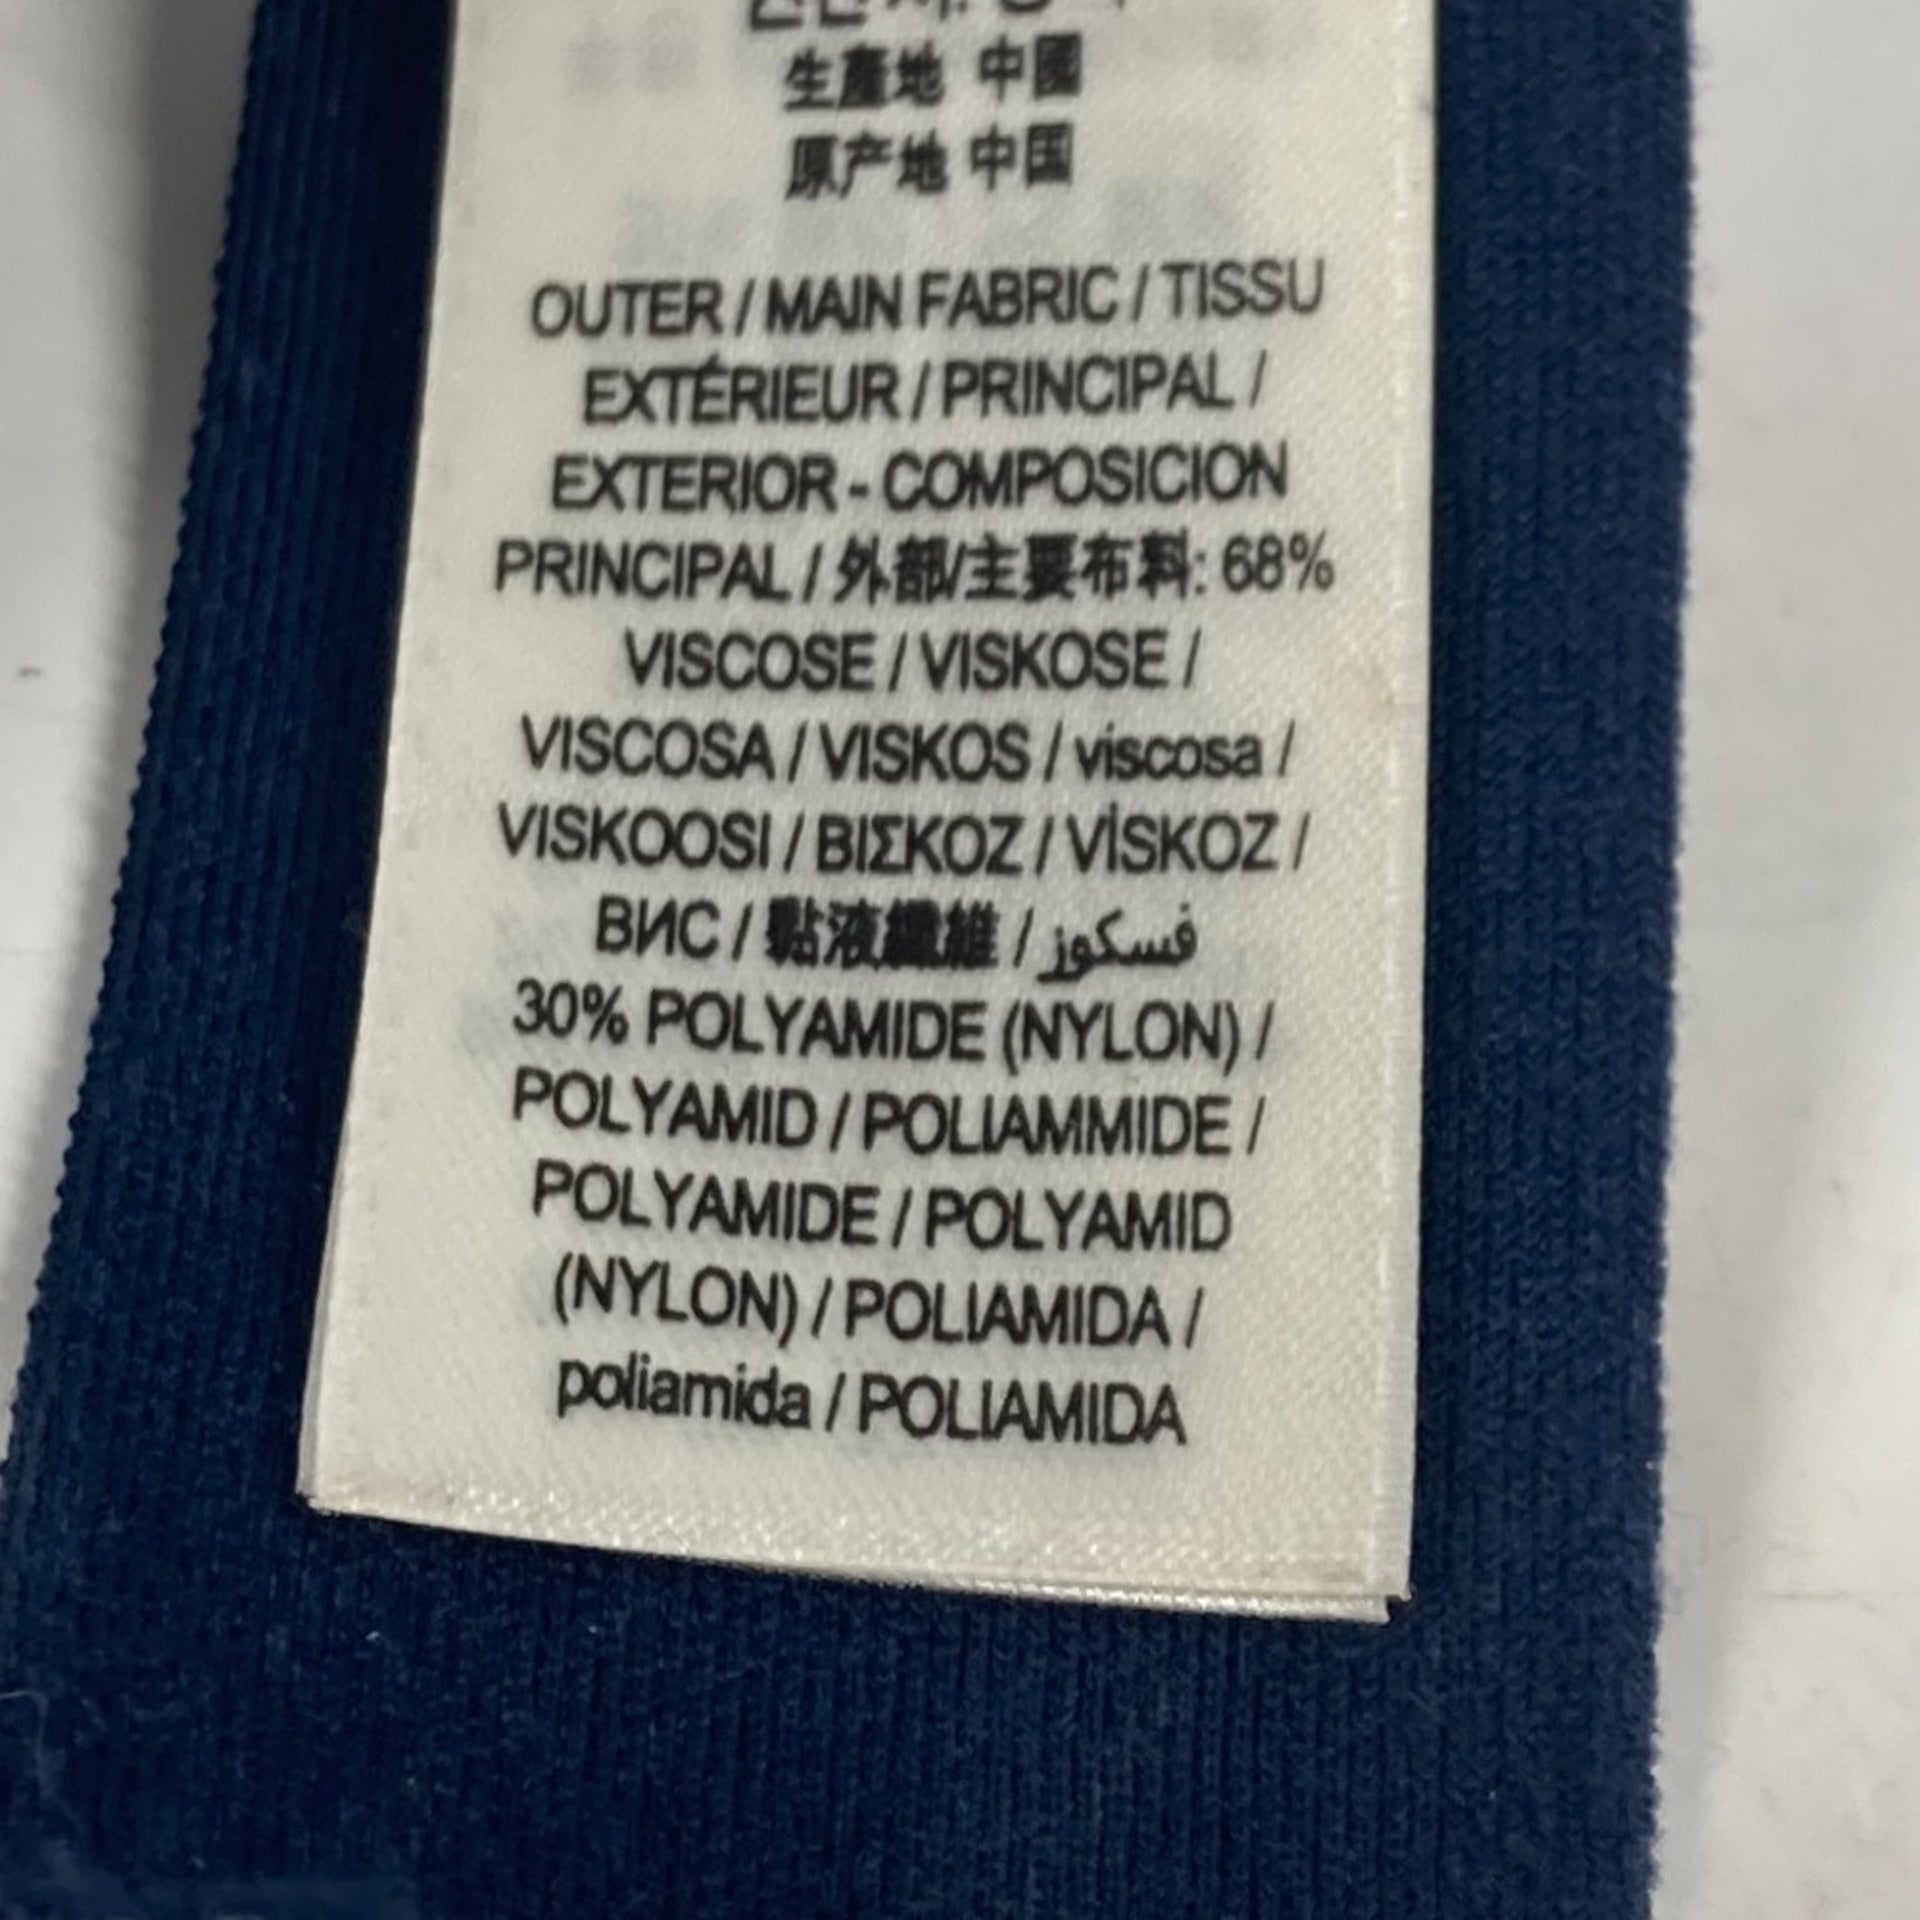 生產地 中國
原产地 中国
OUTER / MAIN FABRIC / TISSU
EXTÉRIEUR / PRINCIPAL /
EXTERIOR - COMPOSICION
PRINCIPAL / 外部/主要布料: 68%
VISCOSE / VISKOSE /
VISCOSA / VISKOS / viscosa /
VISKOOSI / ΒΙΣΚΟΖ / VİSKOZ /
ВИС / 黏液纖維 / فسكوز
30% POLYAMIDE (NYLON) /
POLYAMID / POLIAMMIDE /
POLYAMIDE / POLYAMID
(NYLON) / POLIAMIDA /
poliamida / POLIAMIDA